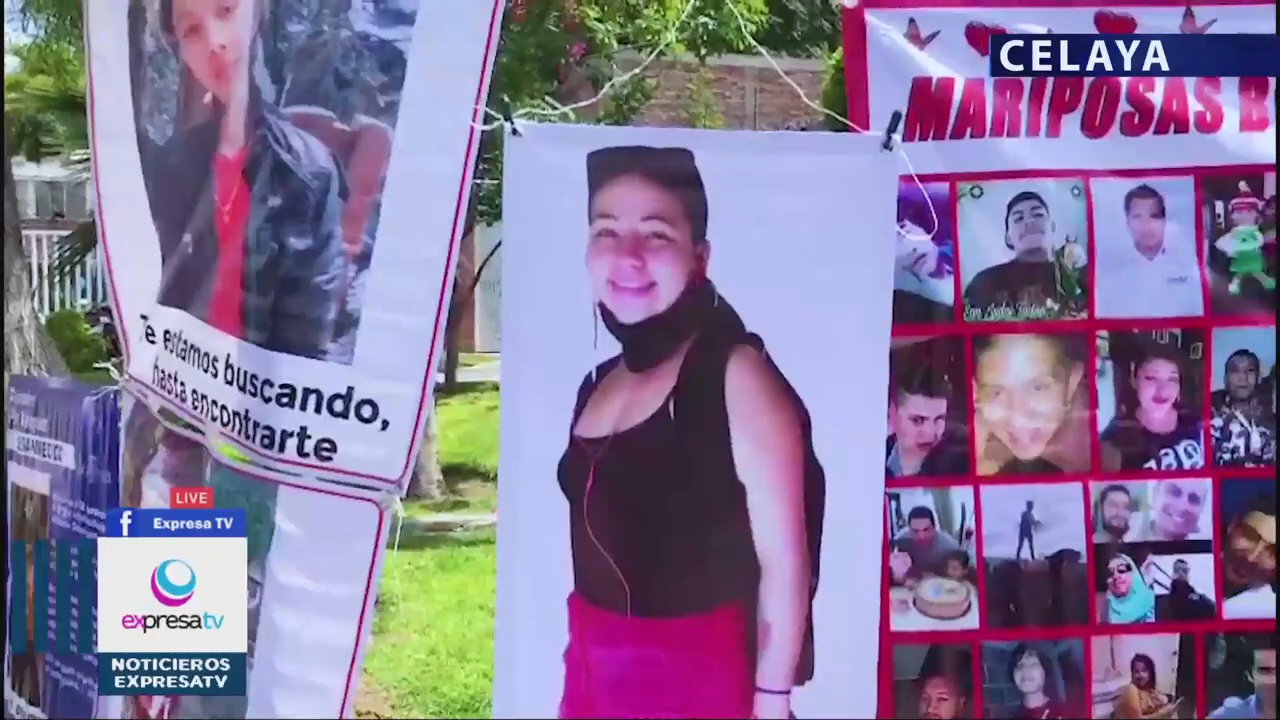 CELAYA
MARIPOSAS B
Te estamos buscando,
hasta encontrarte
LIVE
f Expresa TV
expresatv
NOTICIEROS
EXPRESATV